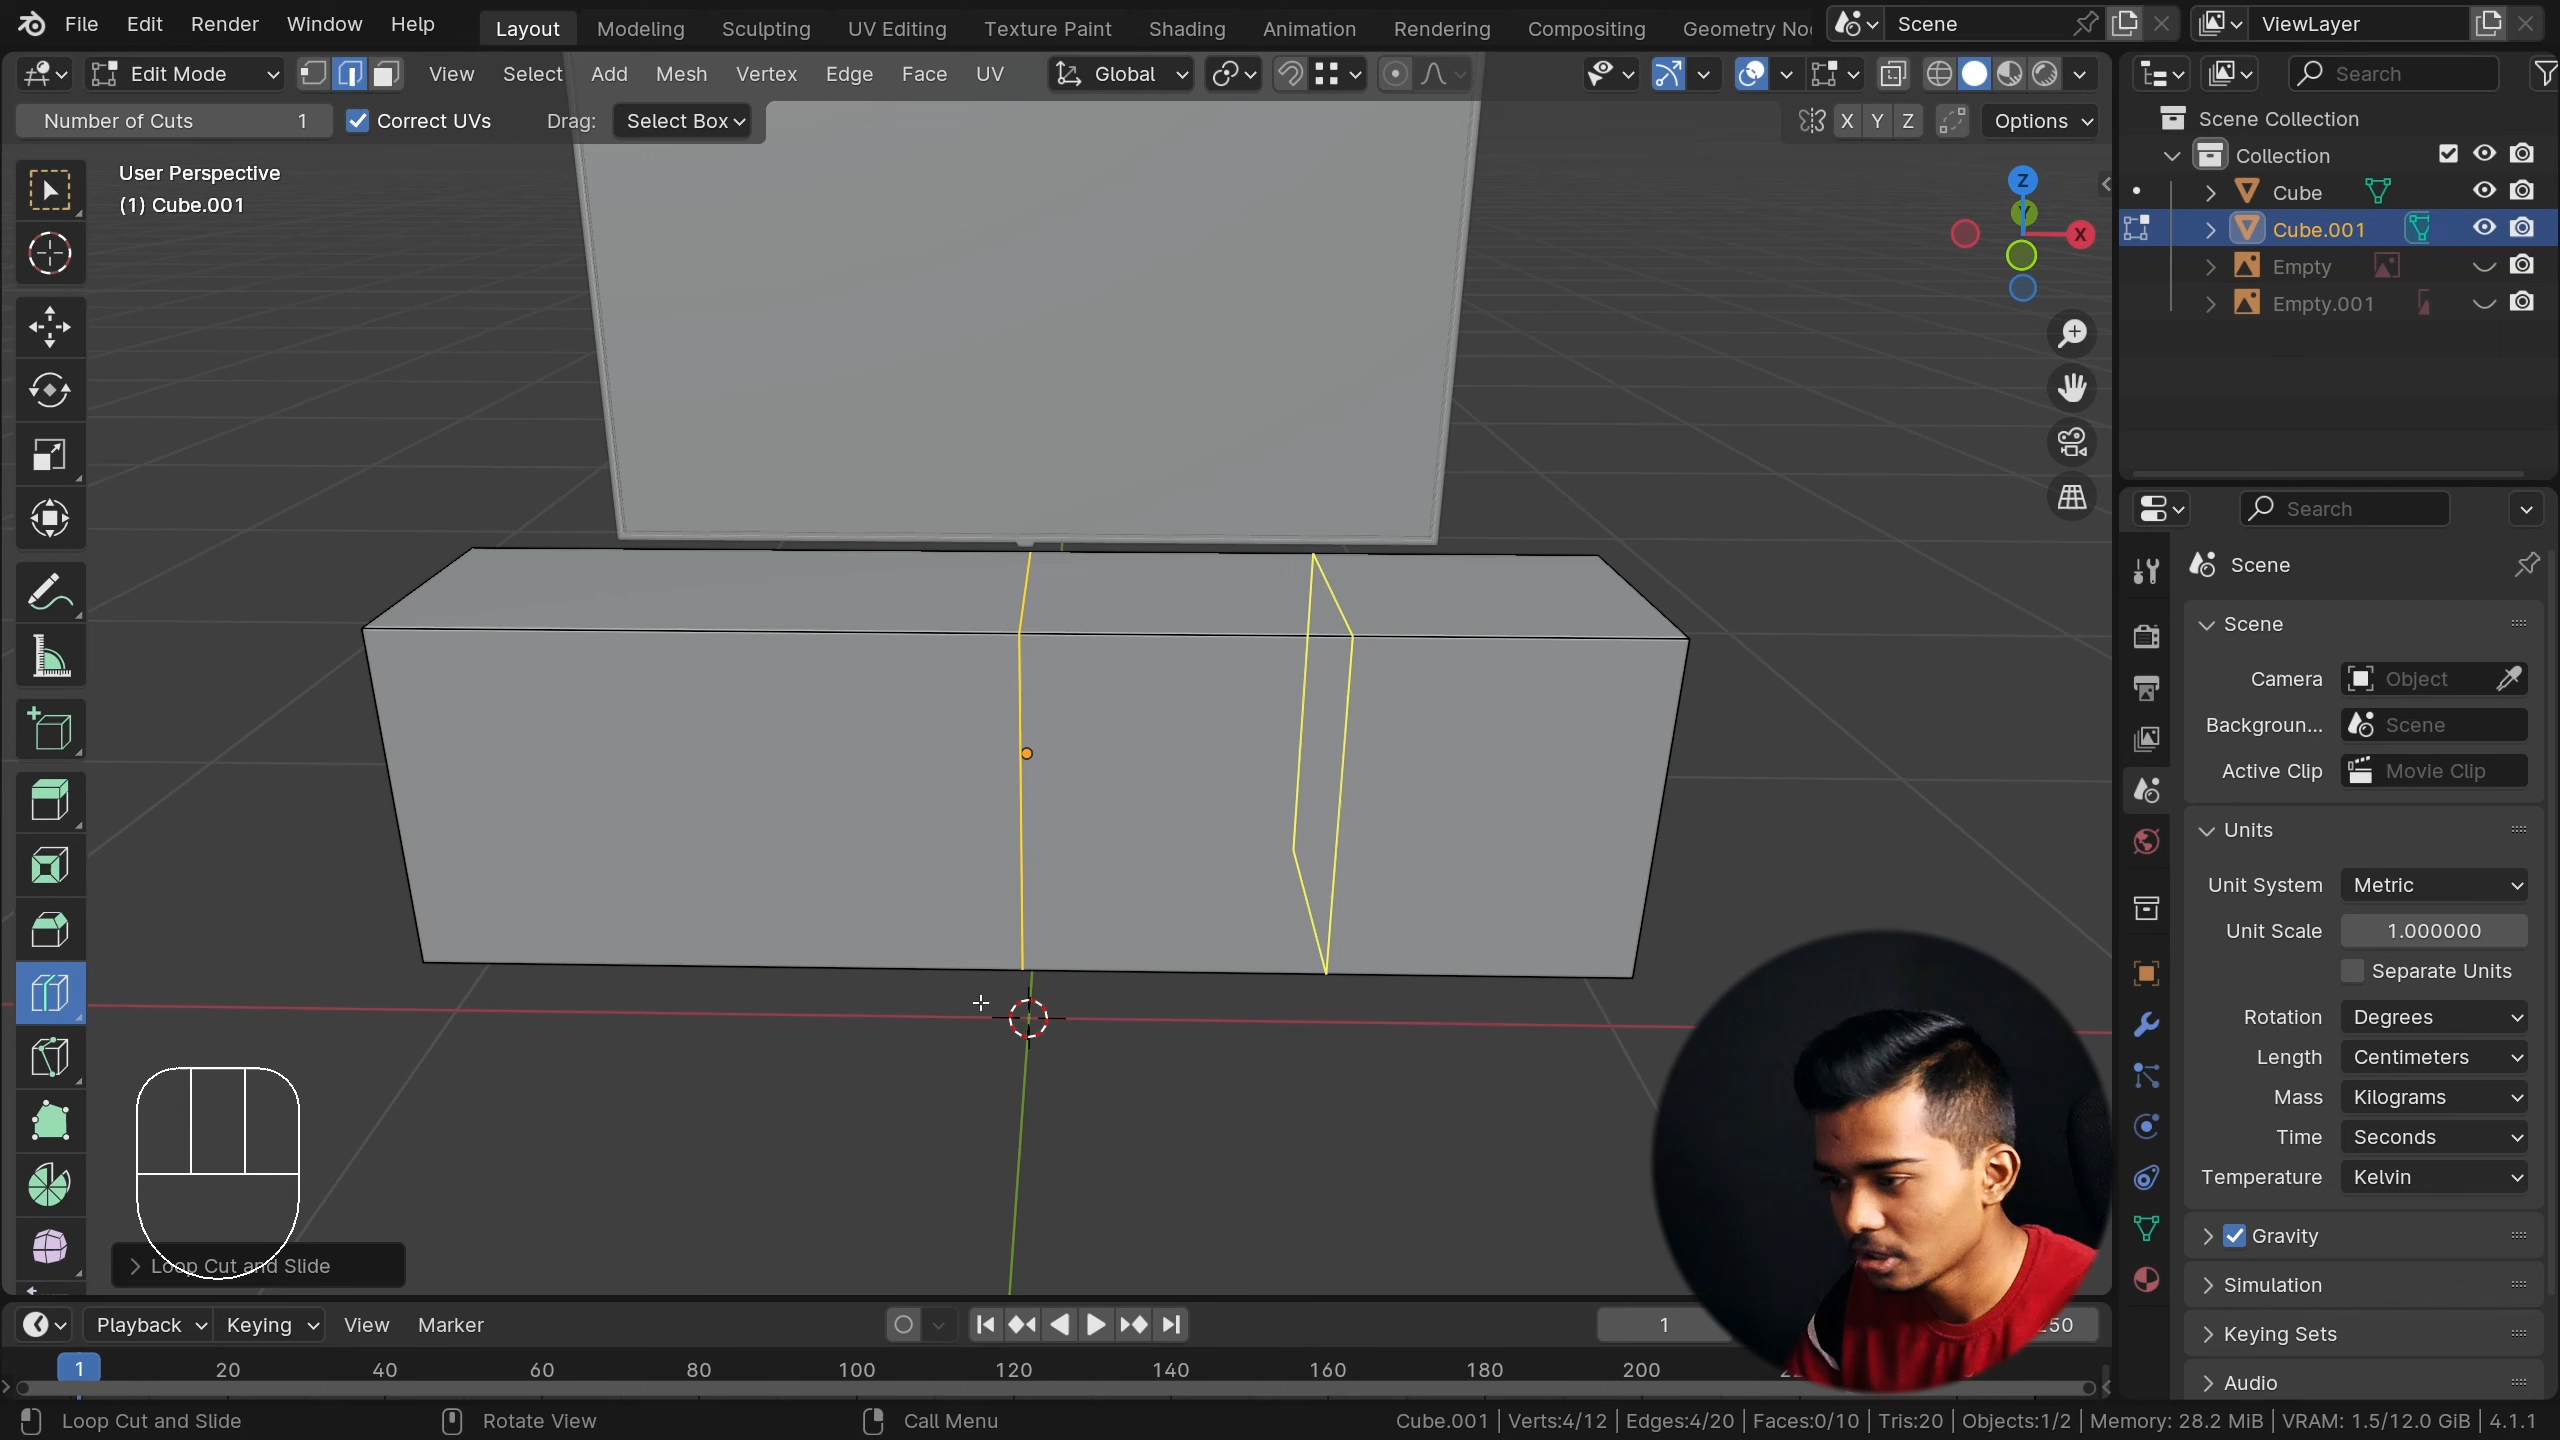 File Edit Render Window Help Layout Modeling Sculpting UV Editing Texture Paint Shading Animation Rendering Compositing Geometry No Scene ViewLayer
Edit Mode View Select Add Mesh Vertex Edge Face UV Global Search
Number of Cuts 1 Correct UVs Drag: Select Box X Y Z Options
User Perspective
(1) Cube.001
Z
Y
X
Scene Collection
Collection
Cube
Cube.001
Empty
Empty.001
Search
Scene
Scene
Camera Object
Backgroun... Scene
Active Clip Movie Clip
Units
Unit System Metric
Unit Scale 1.000000
Separate Units
Rotation Degrees
Length Centimeters
Mass Kilograms
Time Seconds
Temperature Kelvin
Gravity
Simulation
Keying Sets
Audio
Loop Cut and Slide
Playback Keying View Marker 1 50
1 20 40 60 80 100 120 140 160 180 200
Loop Cut and Slide Rotate View Call Menu Cube.001 | Verts:4/12 | Edges:4/20 | Faces:0/10 | Tris:20 | Objects:1/2 | Memory: 28.2 MiB | VRAM: 1.5/12.0 GiB | 4.1.1